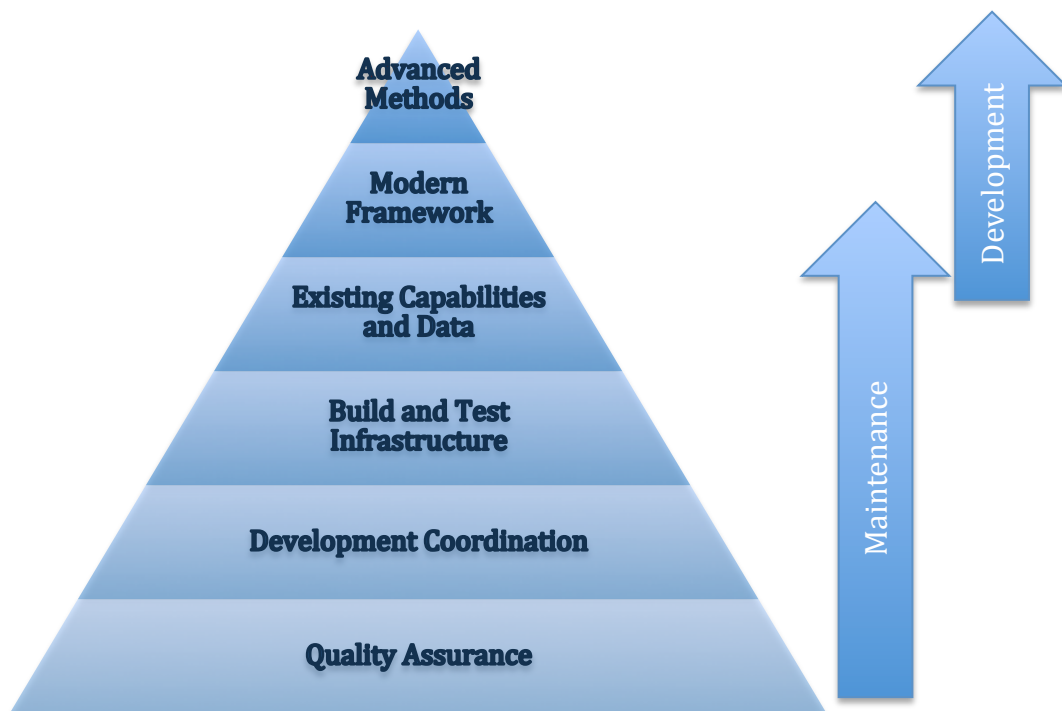 Advanced
Methods
Modern
Framework
Existing Capabilities
and Data
Build and Test
Infrastructure
Development Coordination
Quality Assurance
Maintenance
Development